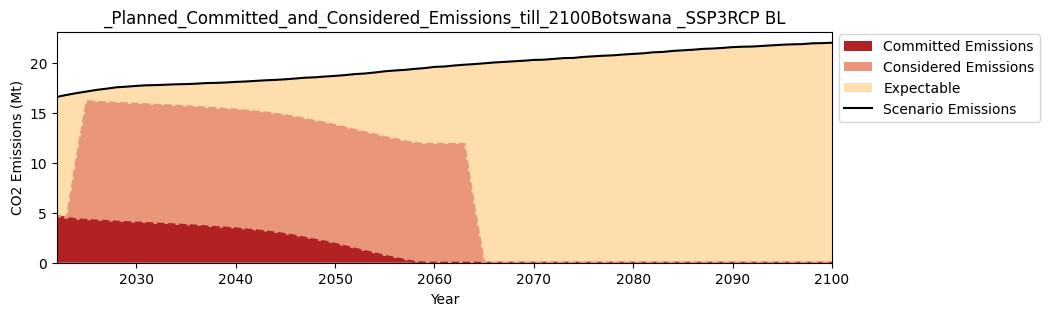 _Planned_Committed_and_Considered_Emissions_till_2100Botswana _SSP3RCP BL
CO2 Emissions (Mt)
20
15
10
5
0
2030 2040 2050 2060 2070 2080 2090 2100
Year
Committed Emissions
Considered Emissions
Expectable
Scenario Emissions